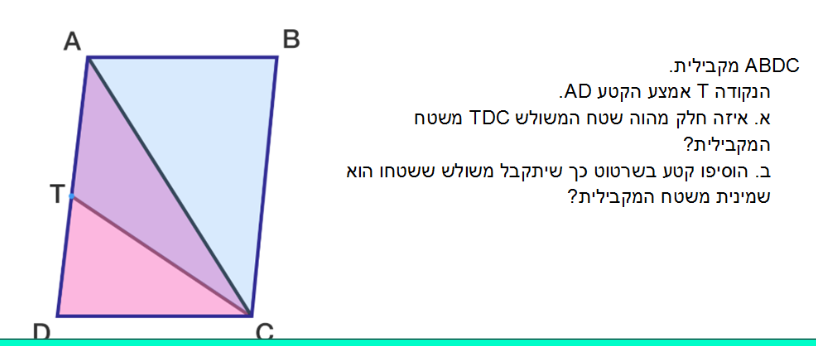 A
B
T
D
C
ABDC מקבילית.
הנקודה T אמצע הקטע AD.
א. איזה חלק מהוה שטח המשולש TDC משטח
המקבילית?
ב. הוסיפו קטע בשרטוט כך שיתקבל משולש ששטחו הוא
שמינית משטח המקבילית?